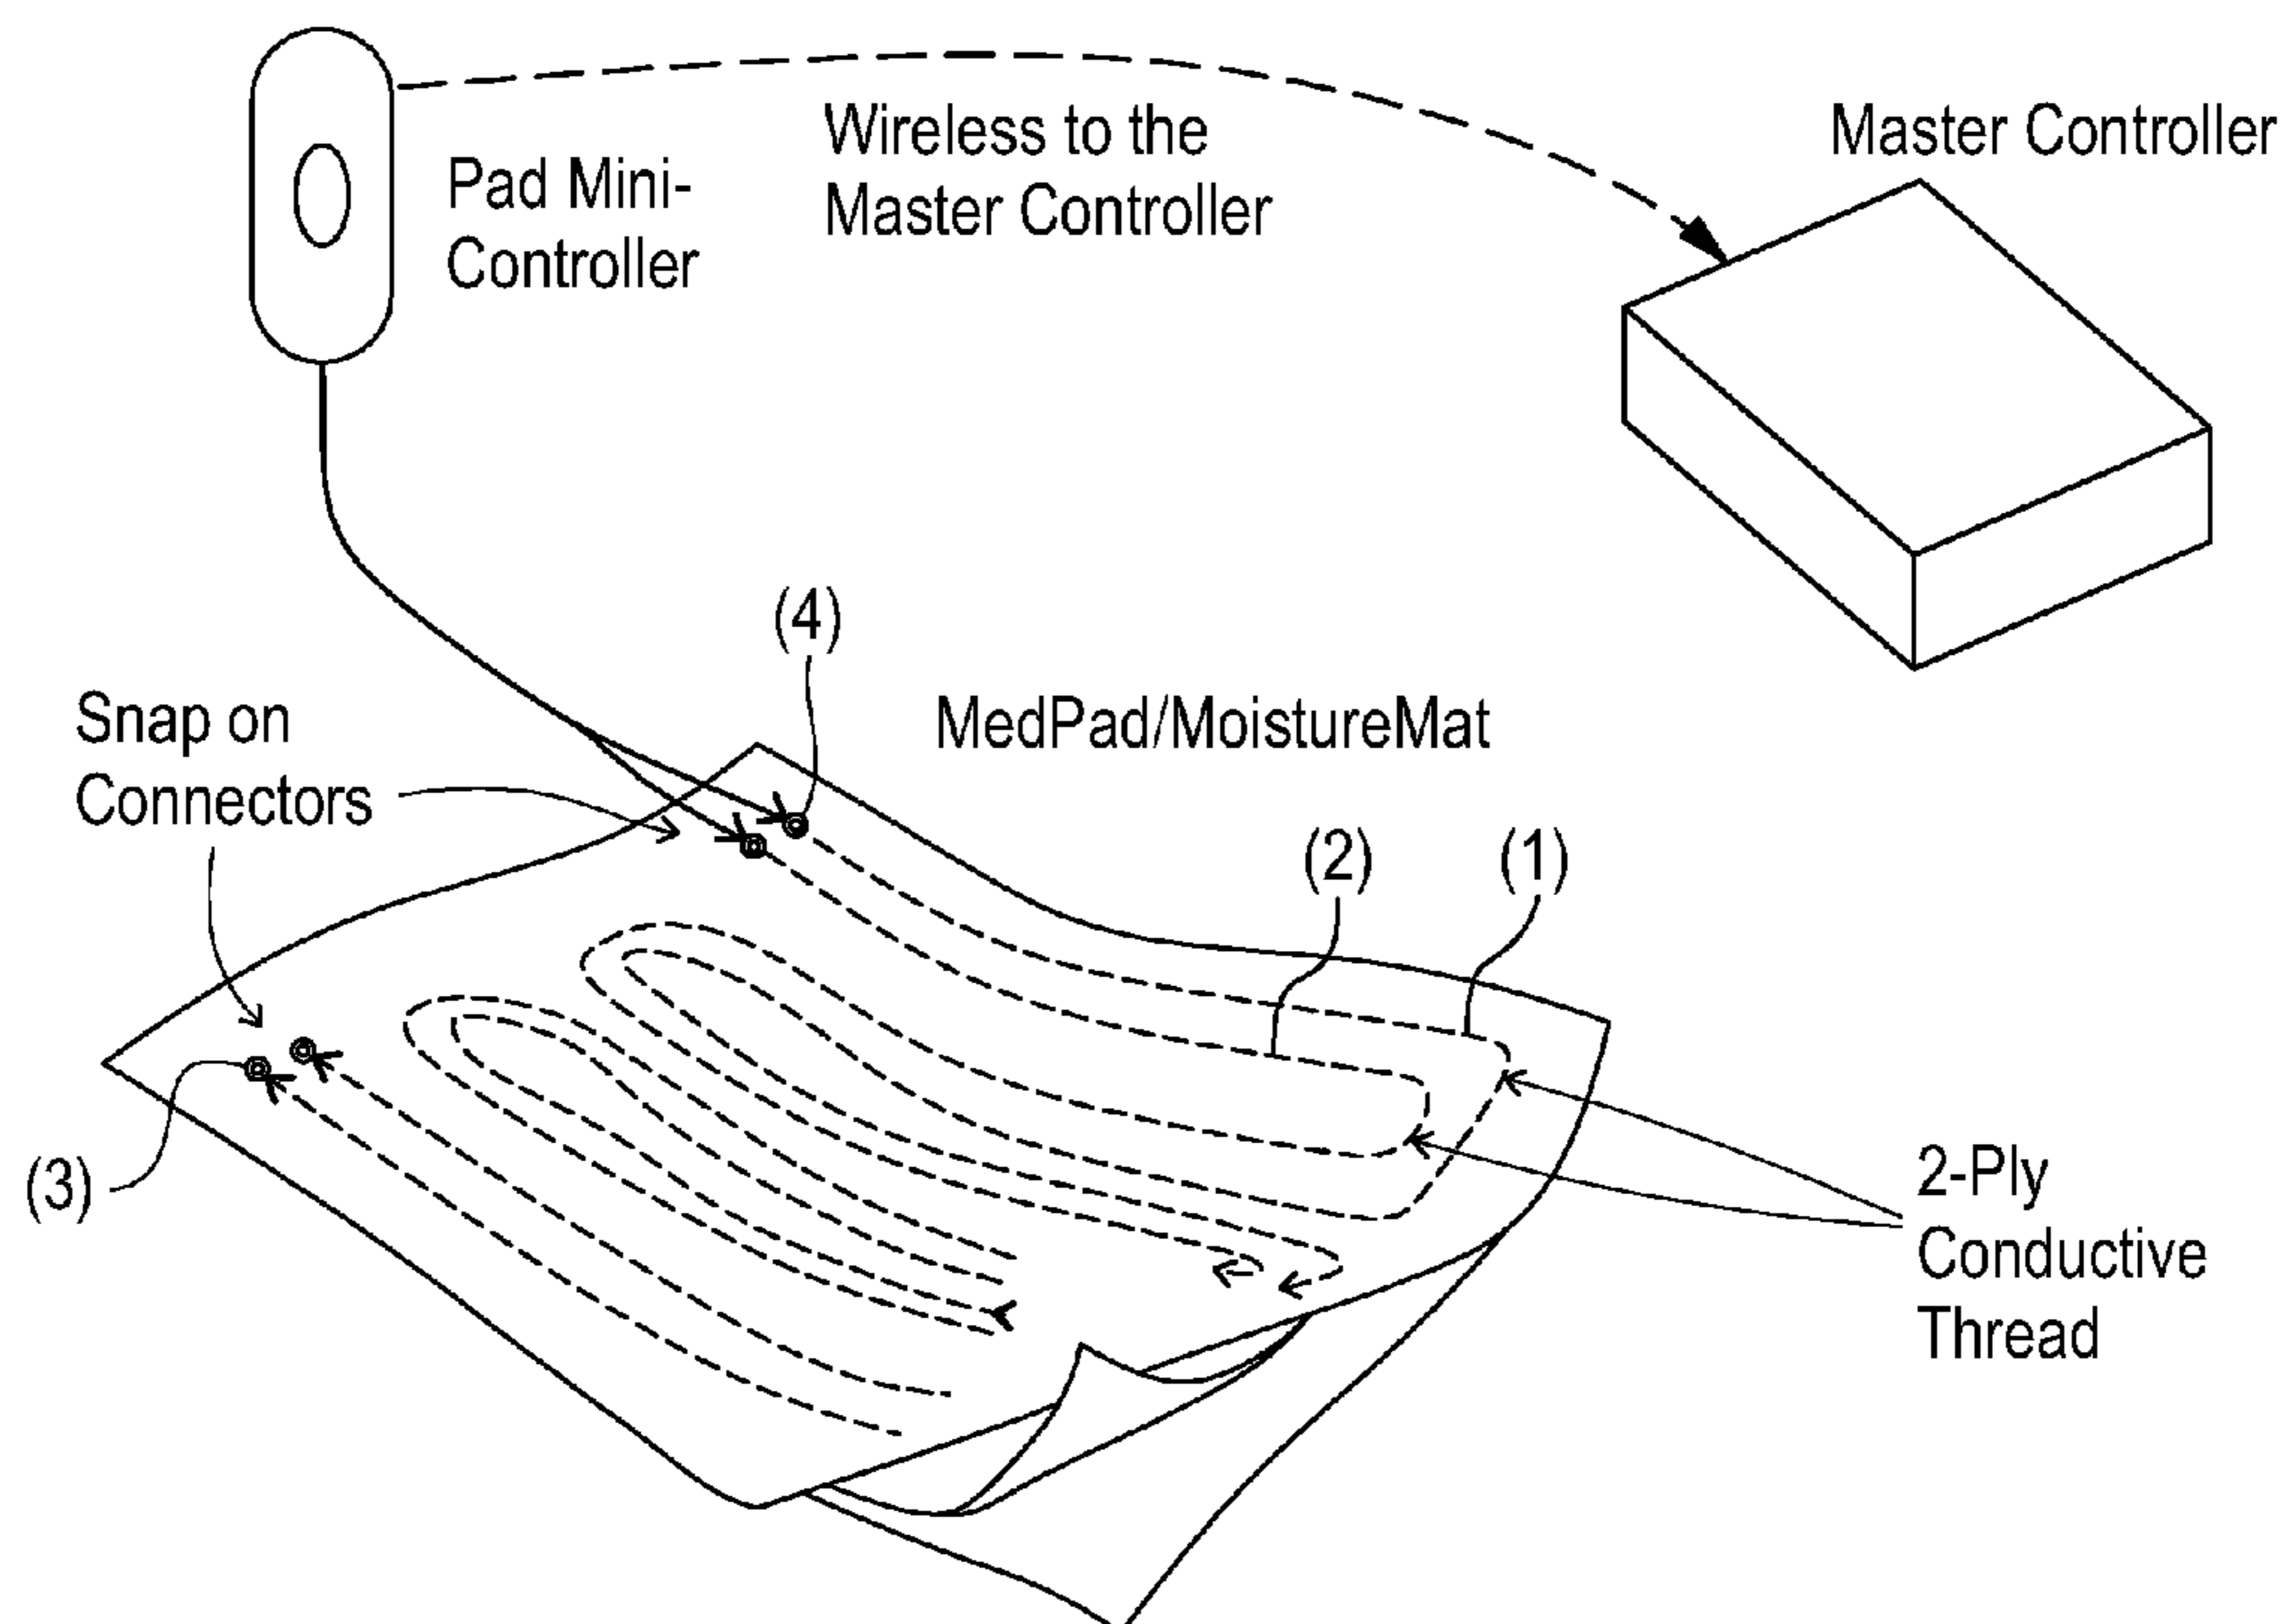 Wireless to the
Master Controller
Master Controller
Pad Mini-
Controller
(4)
Snap on
Connectors
MedPad/MoistureMat
(2)
(1)
(3)
2-Ply
Conductive
Thread